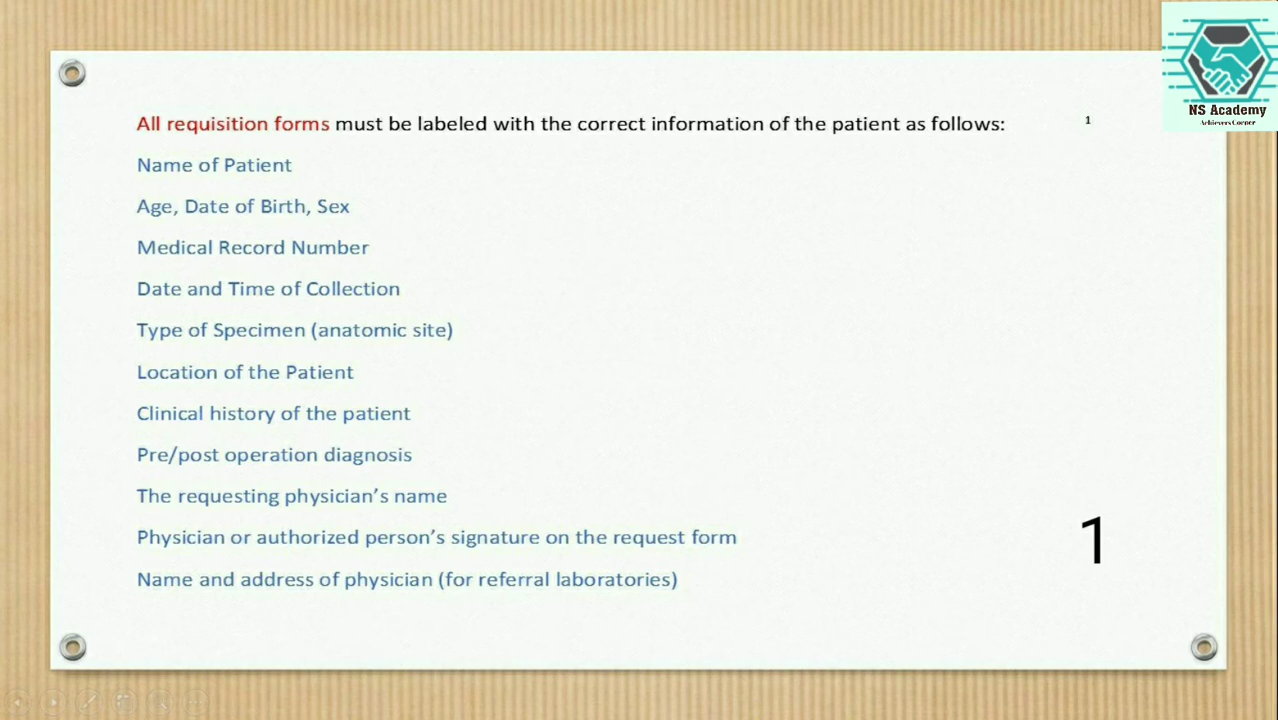 NS Academy
Achievers Corner
All requisition forms must be labeled with the correct information of the patient as follows:
1
Name of Patient
Age, Date of Birth, Sex
Medical Record Number
Date and Time of Collection
Type of Specimen (anatomic site)
Location of the Patient
Clinical history of the patient
Pre/post operation diagnosis
The requesting physician’s name
Physician or authorized person’s signature on the request form
1
Name and address of physician (for referral laboratories)